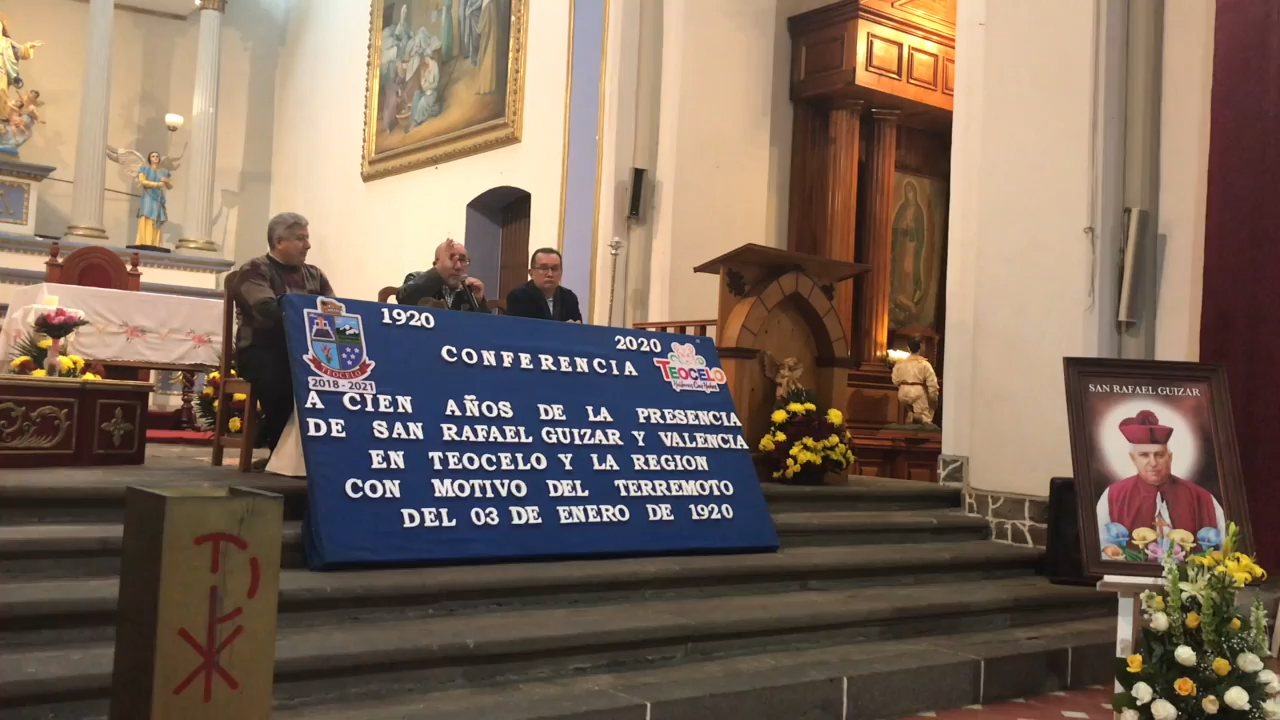 1920
2020
CONFERENCIA
TEOCELO
2018-2021
TEOCELO
A CIEN AÑOS DE LA PRESENCIA
DE SAN RAFAEL GUIZAR Y VALENCIA
EN TEOCELO Y LA REGION
CON MOTIVO DEL TERREMOTO
DEL 03 DE ENERO DE 1920
SAN RAFAEL GUIZAR